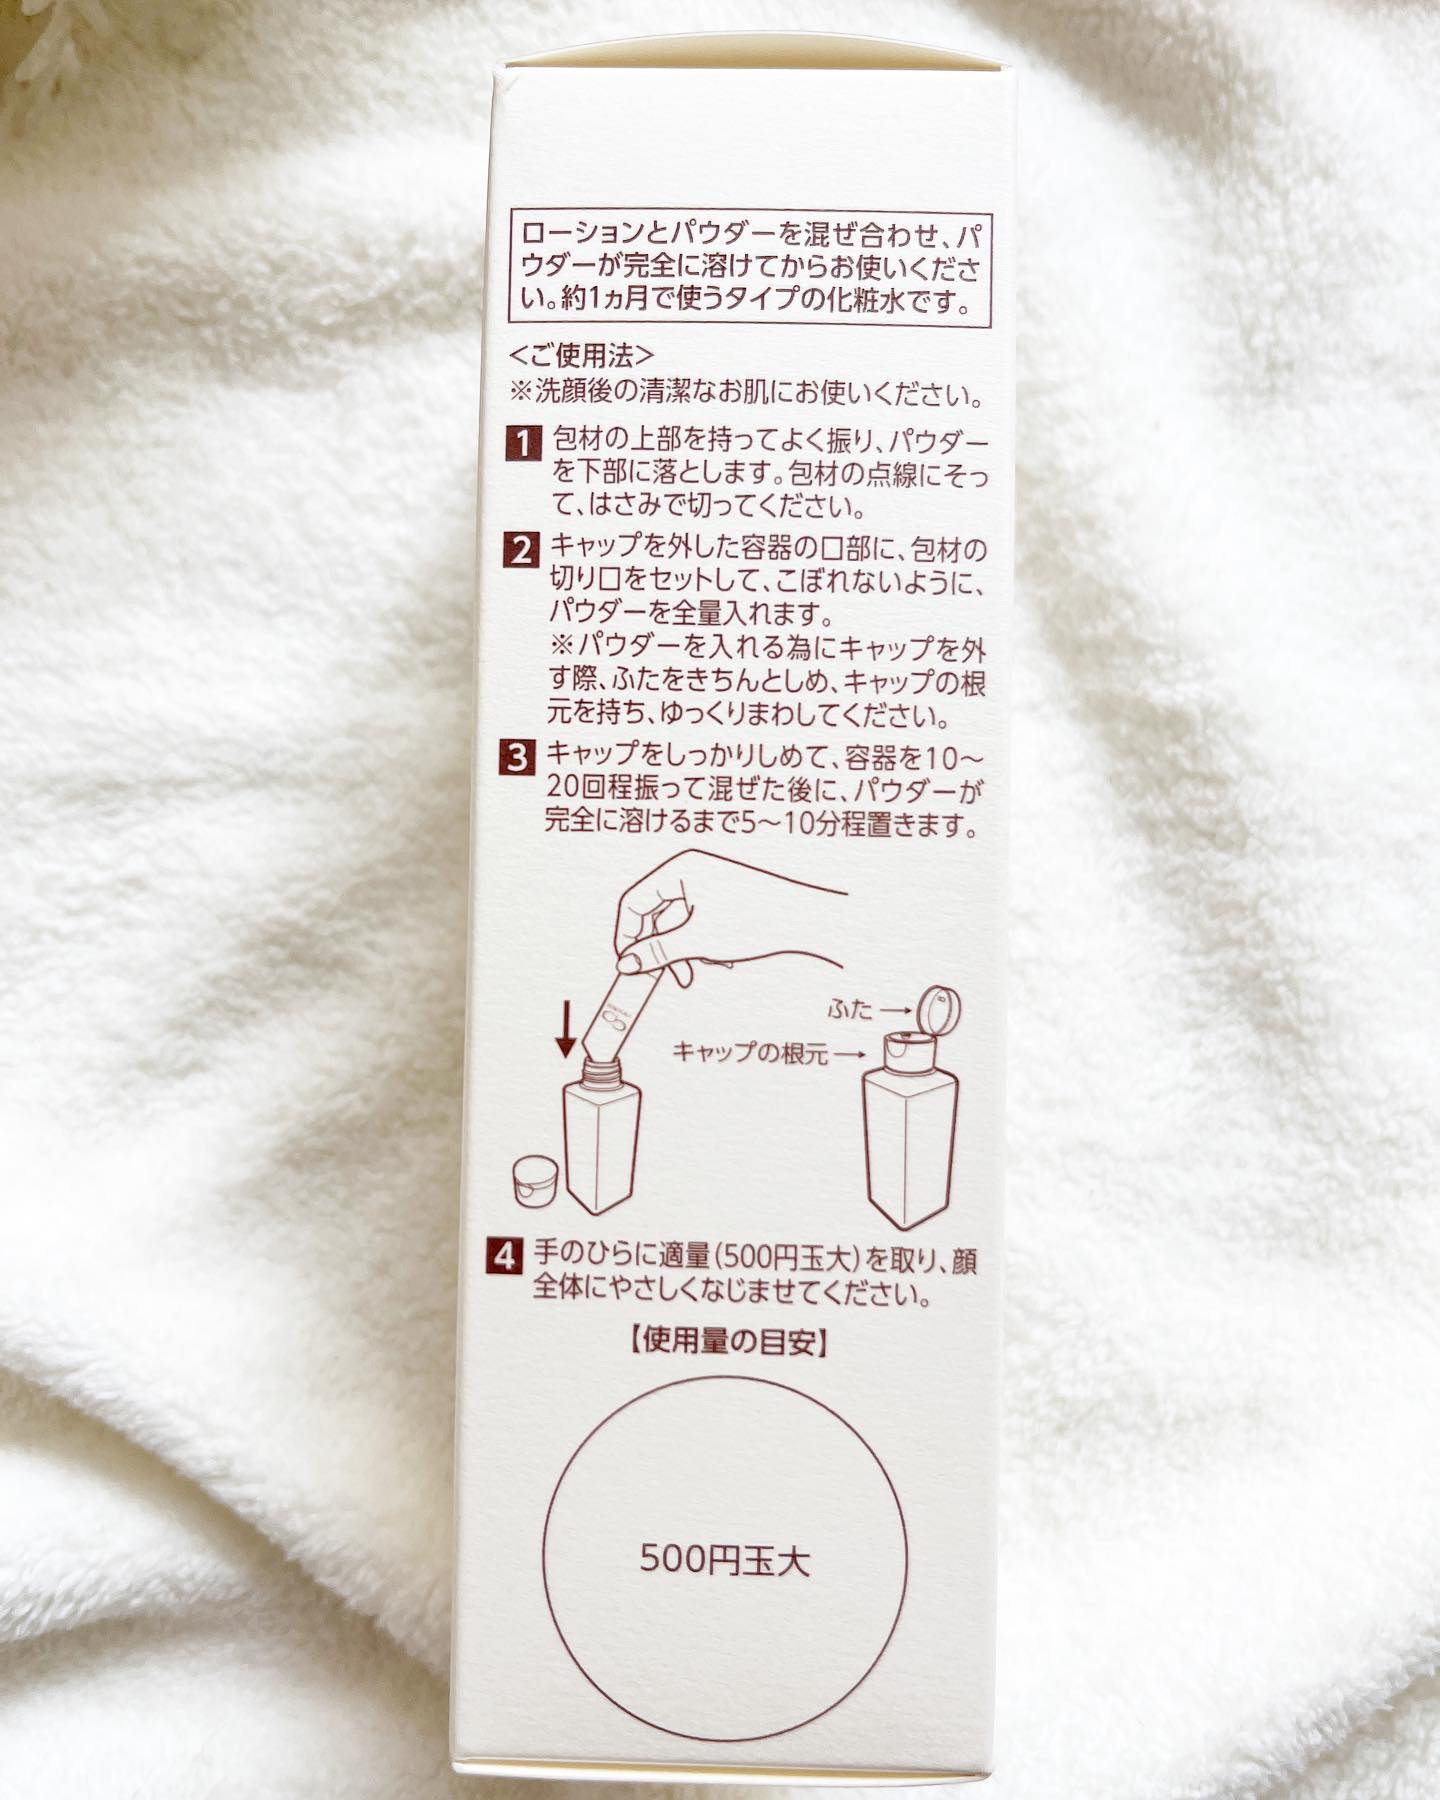 ローションとパウダーを混ぜ合わせ、パ
ウダーが完全に溶けてからお使いくださ
い。約1ヵ月で使うタイプの化粧水です。
<ご使用法>
※洗顔後の清潔なお肌にお使いください。
1 包材の上部を持ってよく振り、パウダー
を下部に落とします。包材の点線にそっ
て、はさみで切ってください。
2 キャップを外した容器の口部に、包材の
切り口をセットして、こぼれないように、
パウダーを全量入れます。
※パウダーを入れる為にキャップを外
す際、ふたをきちんとしめ、キャップの根
元を持ち、ゆっくりまわしてください。
3 キャップをしっかりしめて、容器を10〜
20回程振って混ぜた後に、パウダーが
完全に溶けるまで5〜10分程置きます。
ふた→
キャップの根元→
4 手のひらに適量(500円玉大)を取り、顔
全体にやさしくなじませてください。
【使用量の目安】
500円玉大